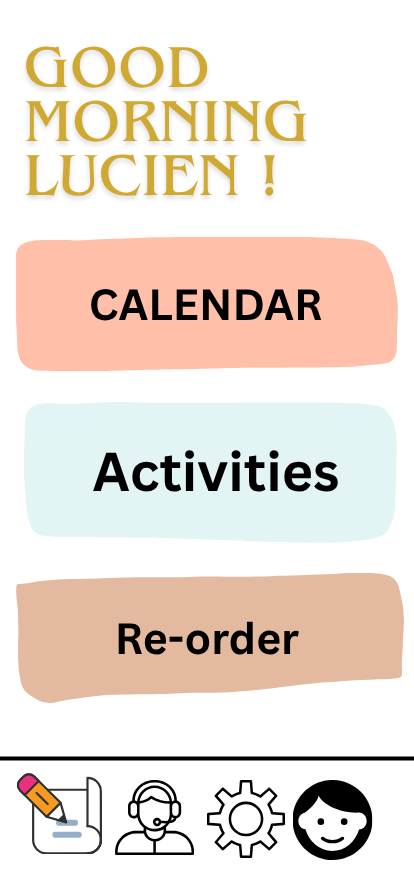 GOOD
MORNING
LUCIEN !
CALENDAR
Activities
Re-order